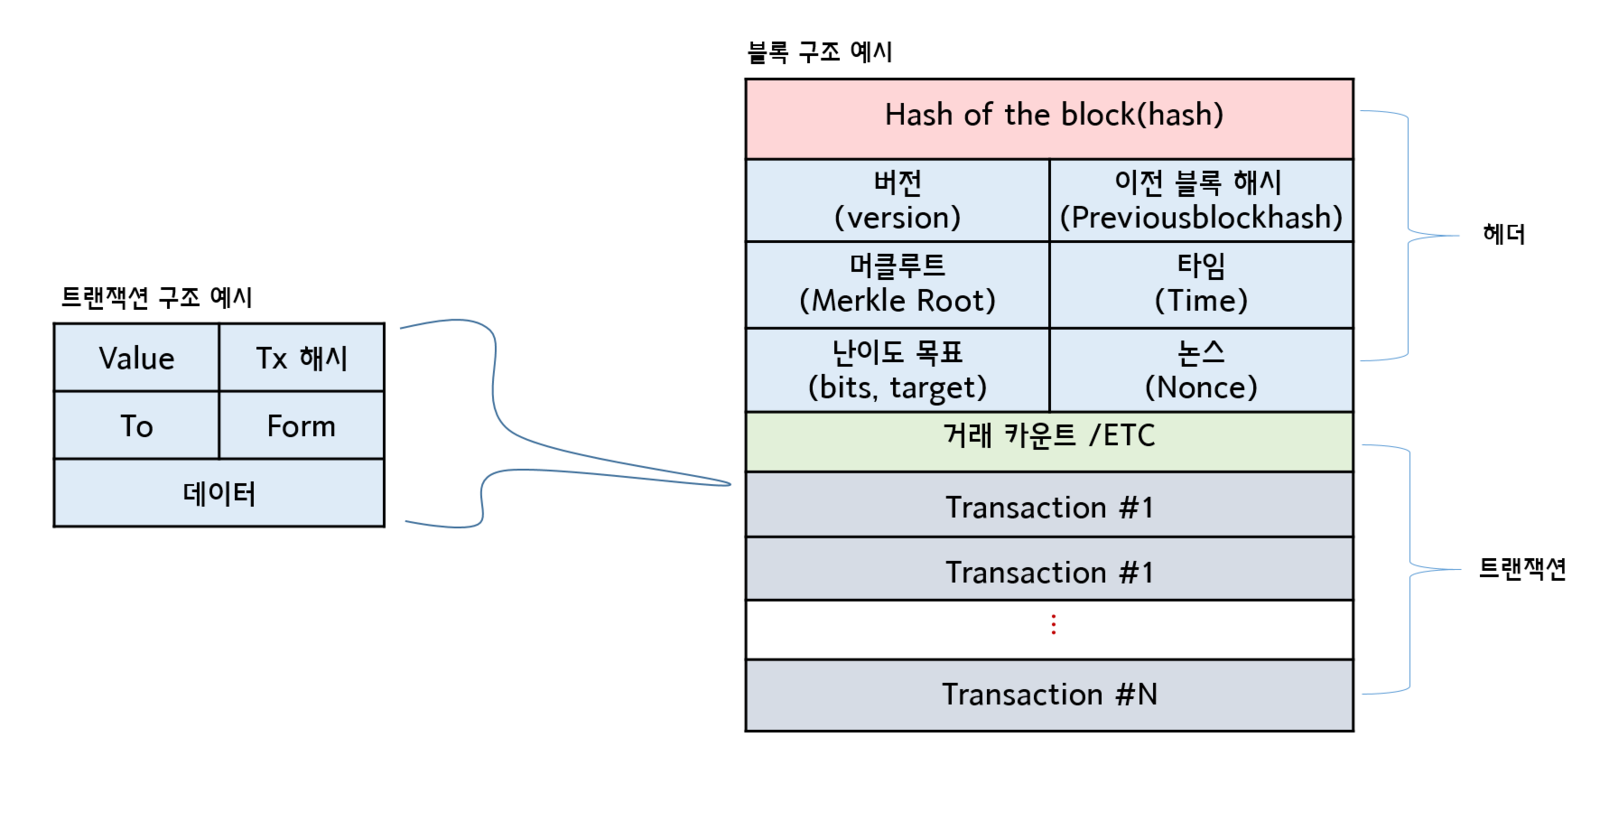 블록 구조 예시
Hash of the block(hash)
버전
(version)
이전 블록 해시
(Previousblockhash)
머클루트
(Merkle Root)
타임
(Time)
난이도 목표
(bits, target)
논스
(Nonce)
헤더
거래 카운트 /ETC
Transaction #1
Transaction #1
⋮
Transaction #N
트랜잭션
트랜잭션 구조 예시
Value
Tx 해시
To
Form
데이터